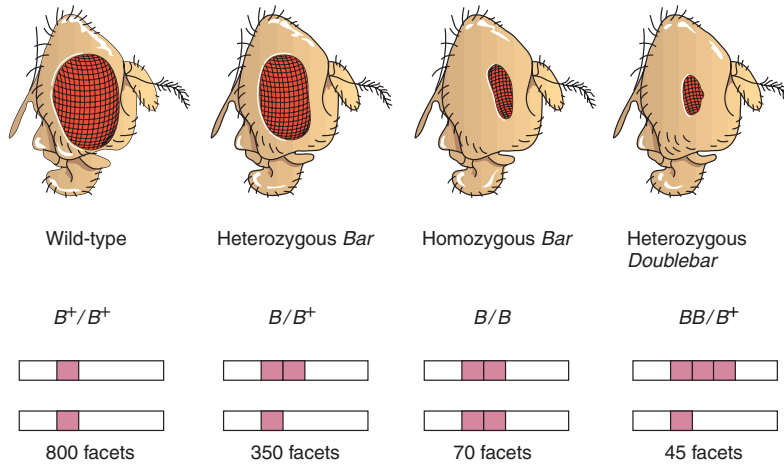 Wild-type
Heterozygous Bar
Homozygous Bar
Heterozygous
Doublebar
B+/B+
B/B+
B/B
BB/B+
800 facets
350 facets
70 facets
45 facets